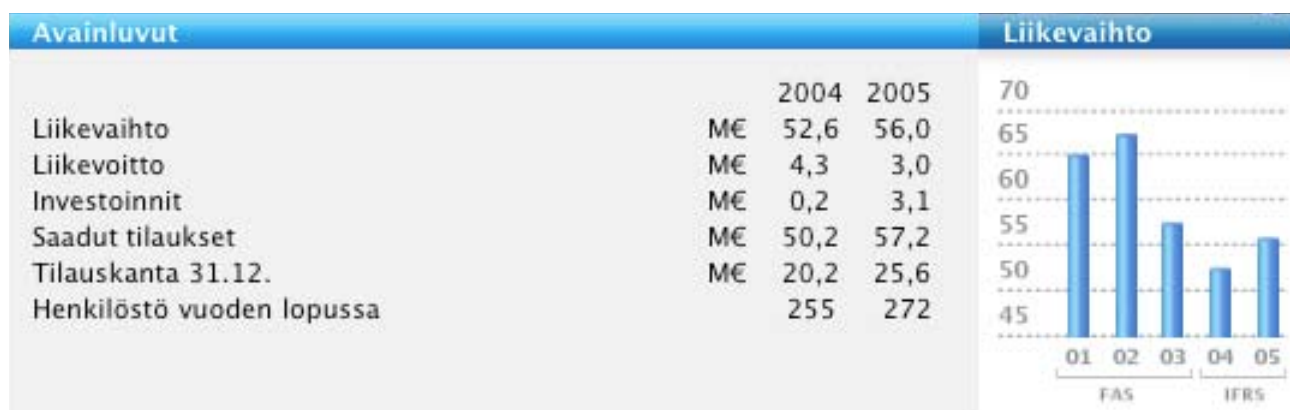 Avainluvut
2004 2005
Liikevaihto M€ 52,6 56,0
Liikevoitto M€ 4,3 3,0
Investoinnit M€ 0,2 3,1
Saadut tilaukset M€ 50,2 57,2
Tilauskanta 31.12. M€ 20,2 25,6
Henkilöstö vuoden lopussa 255 272
Liikevaihto
70
65
60
55
50
45
01 02 03 04 05
FAS IFRS